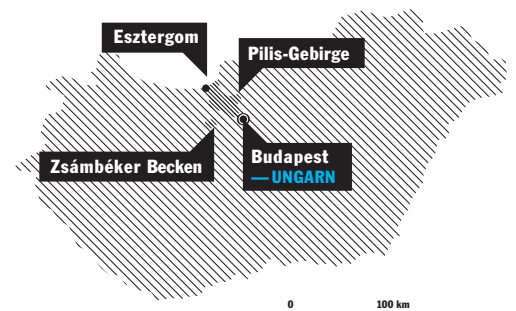 Esztergom
Pilis-Gebirge
Zsámbéker Becken
Budapest
—UNGARN
0 100 km